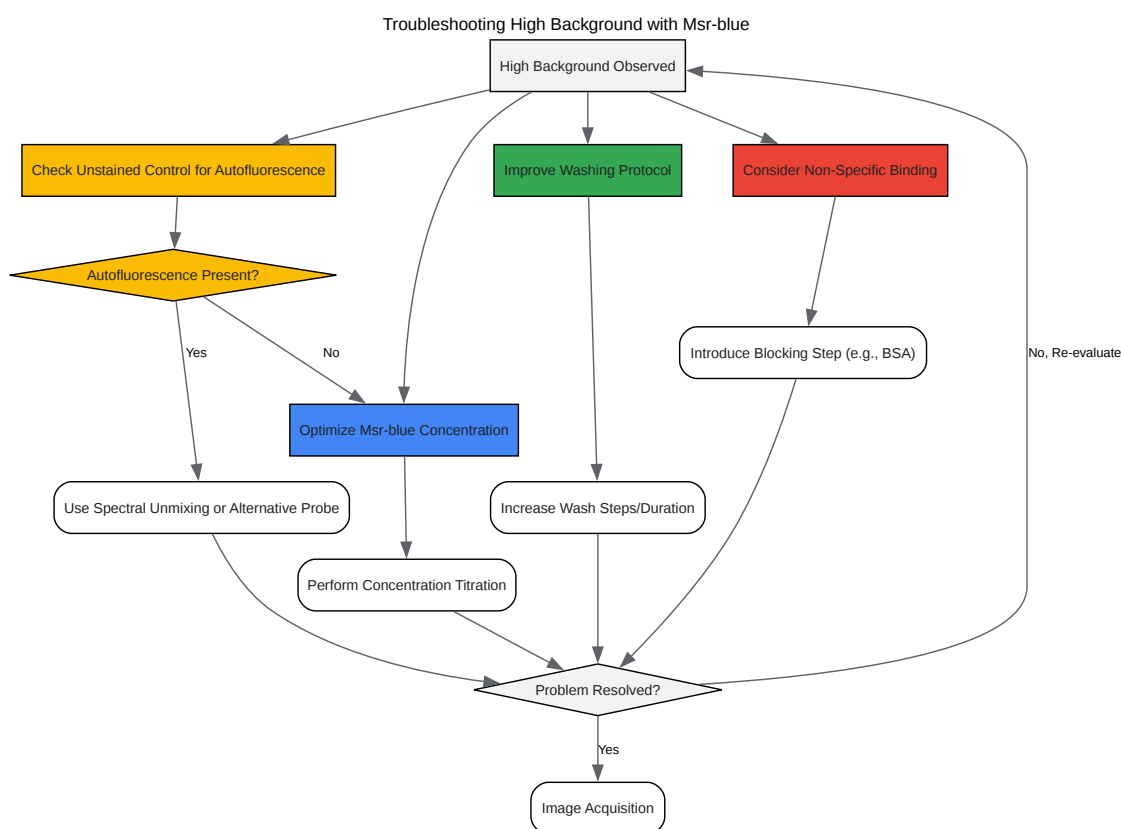 Troubleshooting High Background with Msr-blue
High Background Observed
Check Unstained Control for Autofluorescence
Improve Washing Protocol
Consider Non-Specific Binding
Autofluorescence Present?
Yes
No
Introduce Blocking Step (e.g., BSA)
No, Re-evaluate
Optimize Msr-blue Concentration
Use Spectral Unmixing or Alternative Probe
Increase Wash Steps/Duration
Perform Concentration Titration
Problem Resolved?
Yes
Image Acquisition